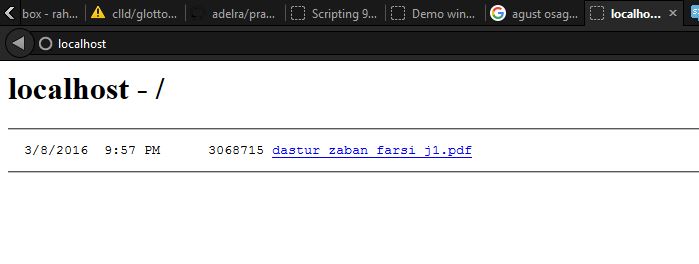 box - rah... clld/glotto... adelra/pra... Scripting 9... Demo win... agust osag... localho... ×
localhost
localhost - /
3/8/2016 9:57 PM 3068715 dastur zaban farsi j1.pdf